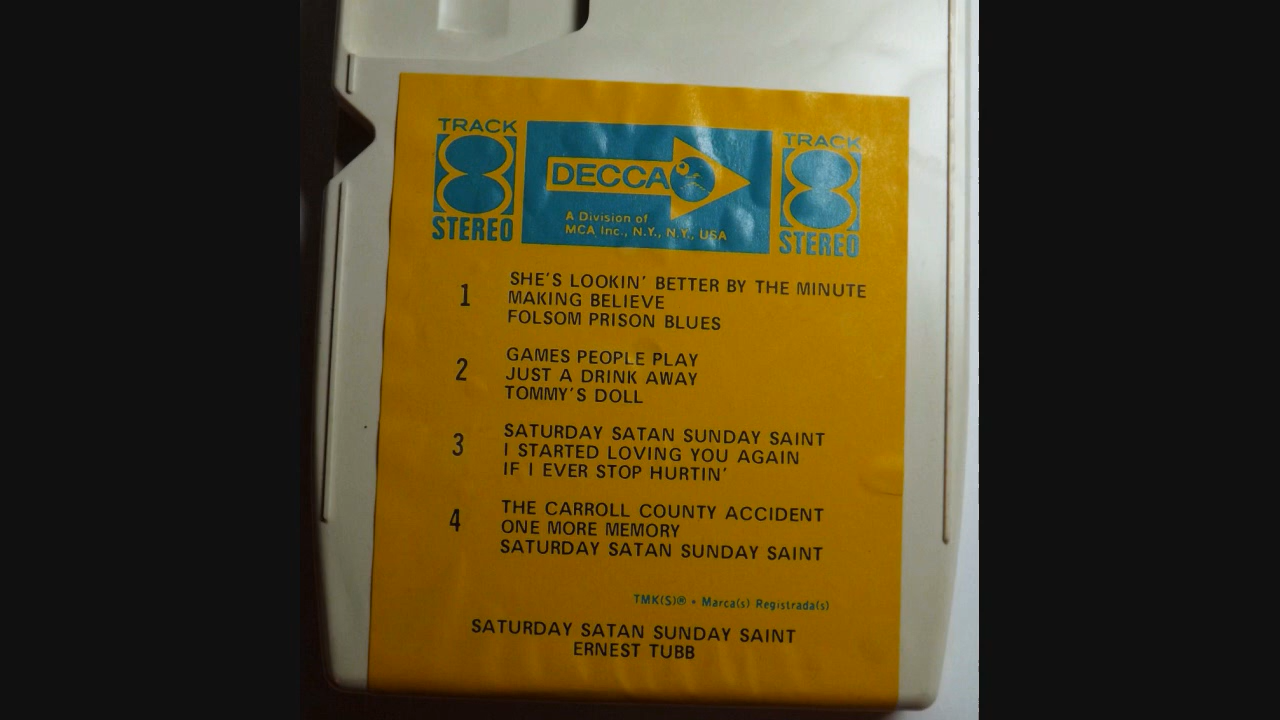 TRACK 8 STEREO
DECCA
A Division of
MCA Inc., N.Y., N.Y., USA
TRACK 8 STEREO
1 SHE'S LOOKIN' BETTER BY THE MINUTE
MAKING BELIEVE
FOLSOM PRISON BLUES
2 GAMES PEOPLE PLAY
JUST A DRINK AWAY
TOMMY'S DOLL
3 SATURDAY SATAN SUNDAY SAINT
I STARTED LOVING YOU AGAIN
IF I EVER STOP HURTIN'
4 THE CARROLL COUNTY ACCIDENT
ONE MORE MEMORY
SATURDAY SATAN SUNDAY SAINT
TMK(S)® • Marca(s) Registrada(s)
SATURDAY SATAN SUNDAY SAINT
ERNEST TUBB